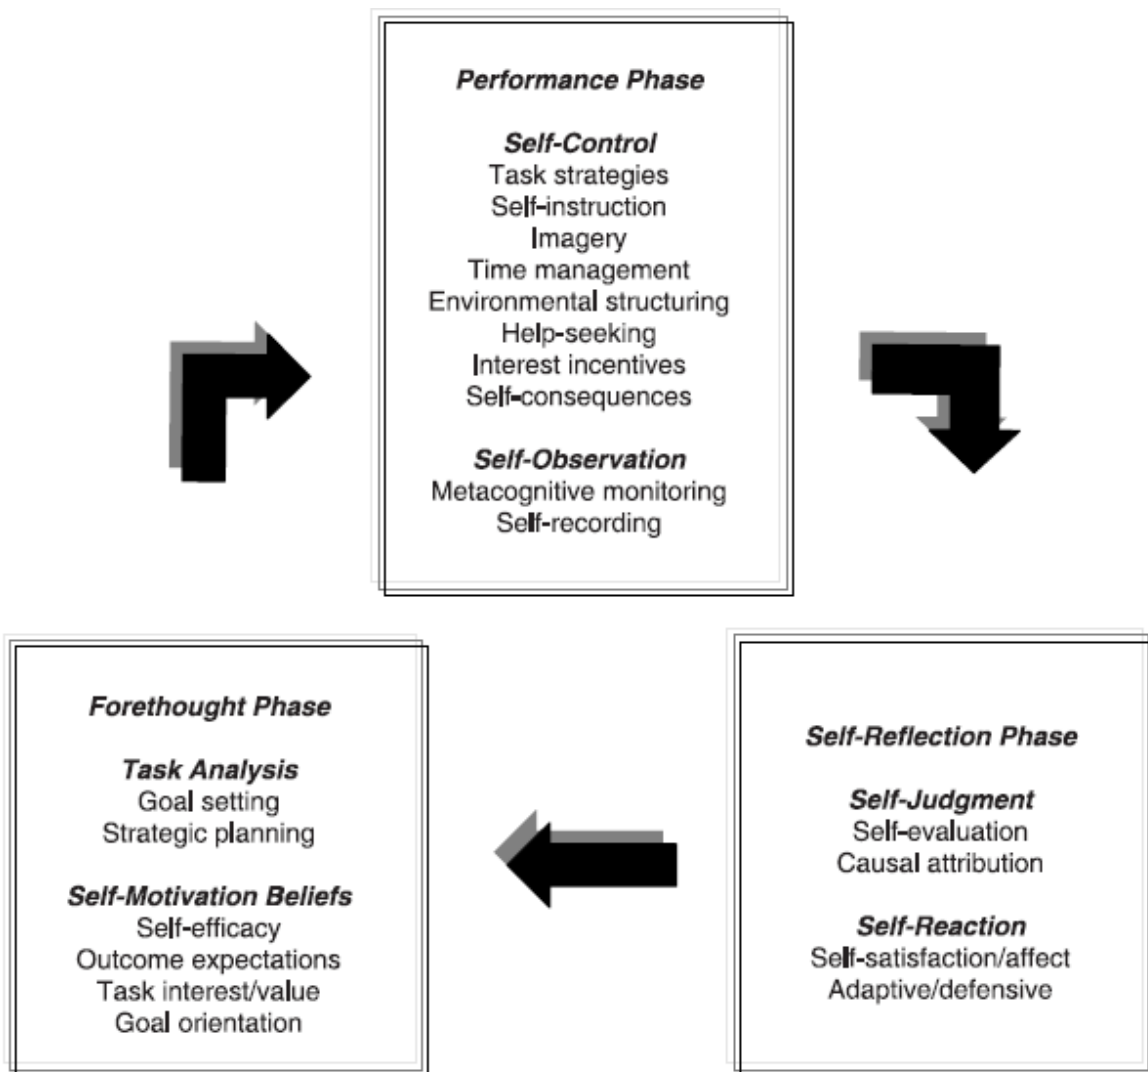 Performance Phase
Self-Control
Task strategies
Self-instruction
Imagery
Time management
Environmental structuring
Help-seeking
Interest incentives
Self-consequences
Self-Observation
Metacognitive monitoring
Self-recording
Forethought Phase
Task Analysis
Goal setting
Strategic planning
Self-Motivation Beliefs
Self-efficacy
Outcome expectations
Task interest/value
Goal orientation
Self-Reflection Phase
Self-Judgment
Self-evaluation
Causal attribution
Self-Reaction
Self-satisfaction/affect
Adaptive/defensive